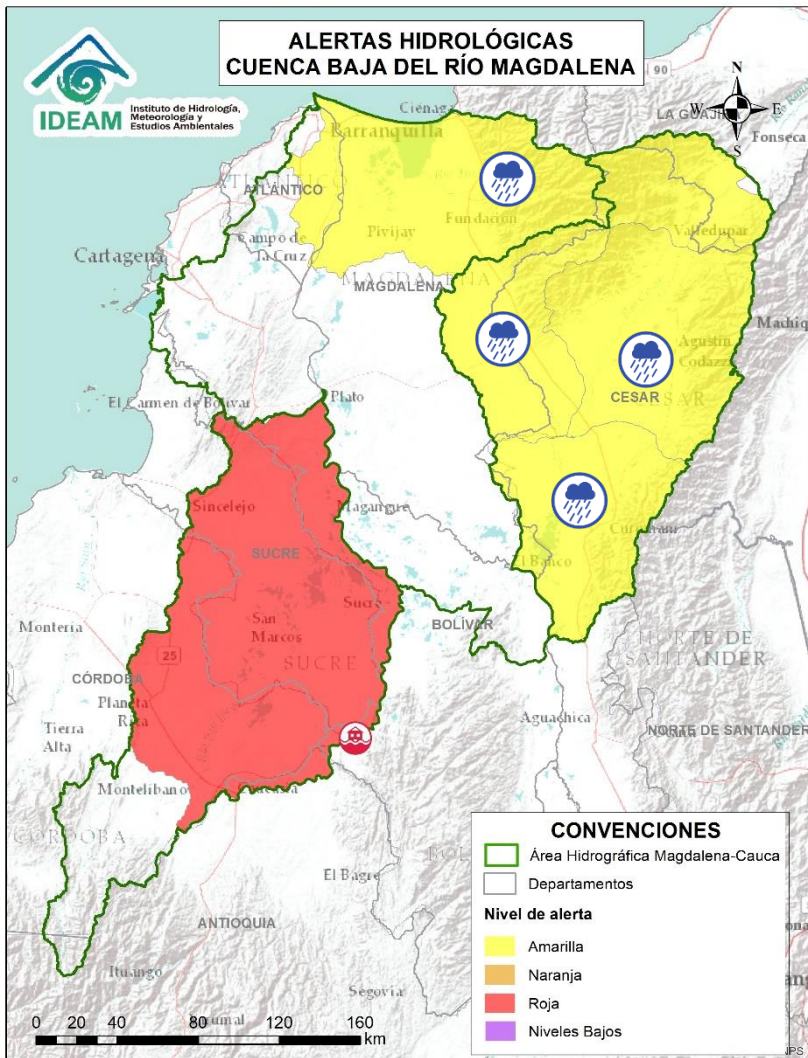 ALERTAS HIDROLÓGICAS
CUENCA BAJA DEL RÍO MAGDALENA
IDEAM
Instituto de Hidrología,
Meteorología y
Estudios Ambientales
90
N
W
E
S
Ciénaga
LA GUAJIRA
Barranquilla
Fonseca
ATLÁNTICO
Fundación
Pivijay
Valledupar
Campo de
la Cruz
Cartagena
MAGDALENA
MAGDALENA
Machiq
Agustín
Codazzi
El Carmen de Bolívar
Plato
CESAR
Sincelejo
Magangué
SUCRE
El Banco
Sucre
San
Marcos
BOLÍVAR
Montería
SUCRE
NORTE DE
SANTANDER
25
CÓRDOBA
Planeta
Rica
Aguachica
Tierra
Alta
NORTE DE SANTANDER
Montelíbano
CÓRDOBA
El Bagre
ANTIOQUIA
Ituango
Segovia
0 20 40 80 120 160
km
CONVENCIONES
Área Hidrográfica Magdalena-Cauca
Departamentos
Nivel de alerta
Amarilla
Naranja
Roja
Niveles Bajos